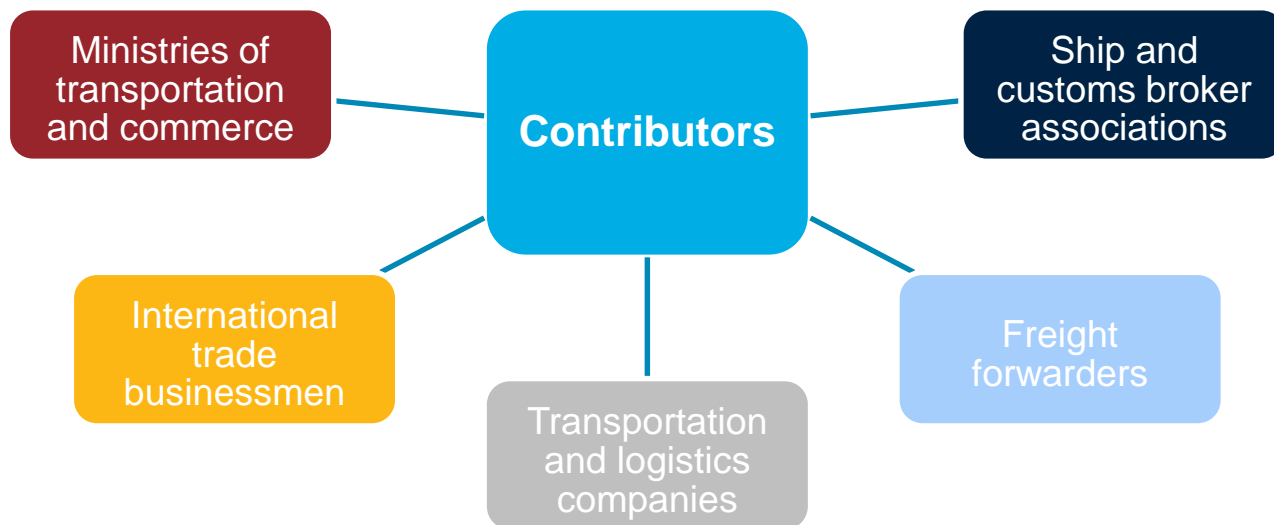 Ministries of
transportation
and commerce
Contributors
Ship and
customs broker
associations
International
trade
businessmen
Transportation
and logistics
companies
Freight
forwarders